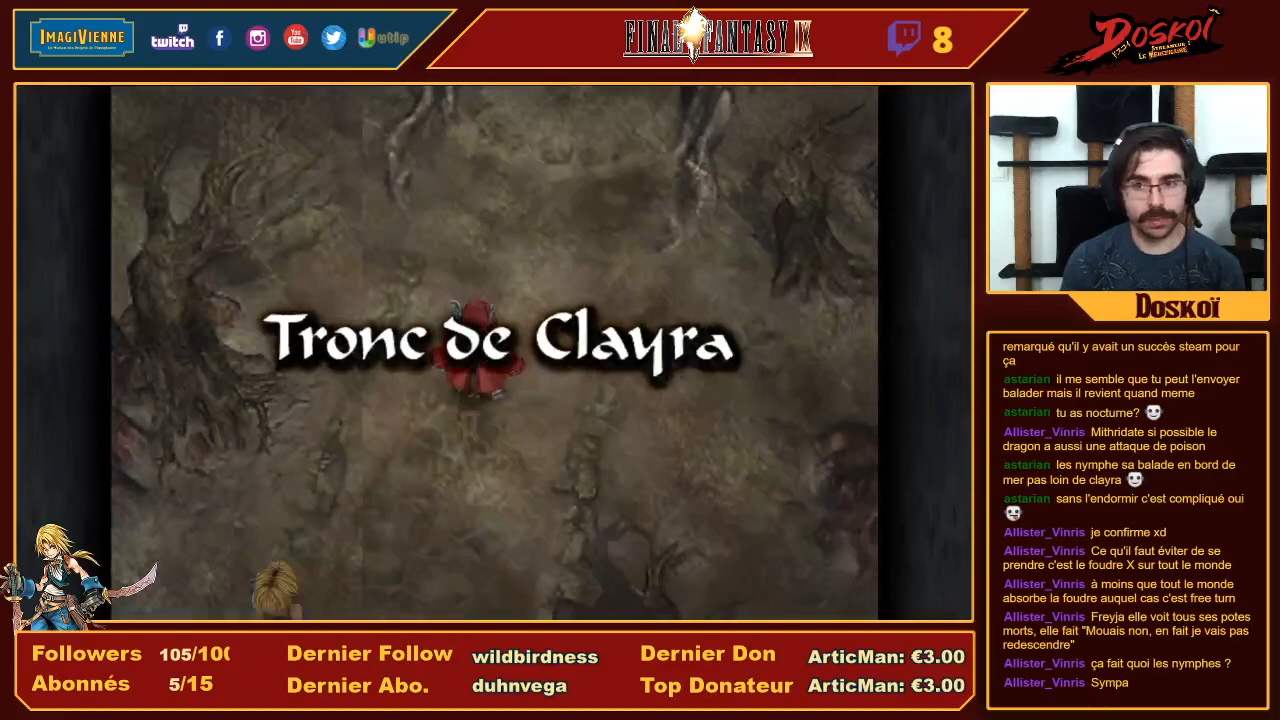 IMAGIVIENNE
twitch
You Tube
utip
FINAL FANTASY IX
8
DOSKOÏ
STREAMEUR
LE MERCENAIRE
Tronc de Clayra
DOSKOÏ
remarqué qu'il y avait un succès steam pour
ça
astarian il me semble que tu peut l'envoyer
balader mais il revient quand meme
astarian tu as nocturne?
Allister_Vinris Mithridate si possible le
dragon a aussi une attaque de poison
astarian les nymphe sa balade en bord de
mer pas loin de clayra
astarian sans l'endormir c'est compliqué oui
Allister_Vinris je confirme xd
Allister_Vinris Ce qu'il faut éviter de se
prendre c'est le foudre X sur tout le monde
Allister_Vinris à moins que tout le monde
absorbe la foudre auquel cas c'est free turn
Allister_Vinris Freyja elle voit tous ses potes
morts, elle fait "Mouais non, en fait je vais pas
redescendre"
Allister_Vinris ça fait quoi les nymphes ?
Allister_Vinris Sympa
Followers 105/100
Abonnés 5/15
Dernier Follow wildbirdness
Dernier Abo. duhnvega
Dernier Don ArticMan: €3.00
Top Donateur ArticMan: €3.00